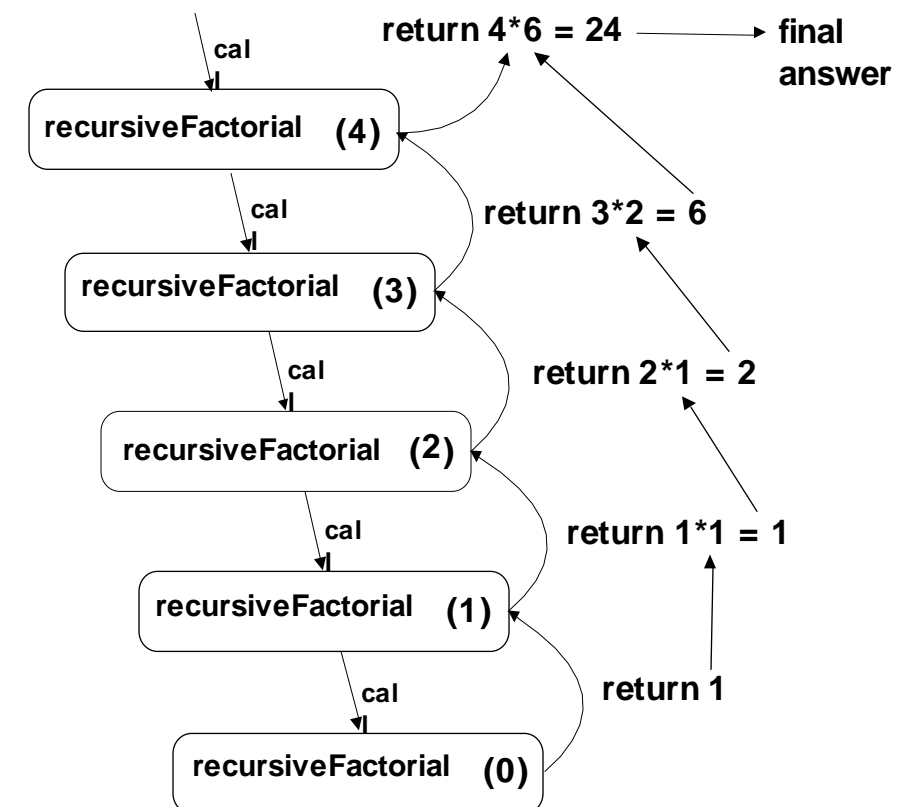 return 4*6 = 24
final
answer
cal
l
recursiveFactorial (4)
cal
l
return 3*2 = 6
recursiveFactorial (3)
cal
l
return 2*1 = 2
recursiveFactorial (2)
cal
l
return 1*1 = 1
recursiveFactorial (1)
cal
l
return 1
recursiveFactorial (0)